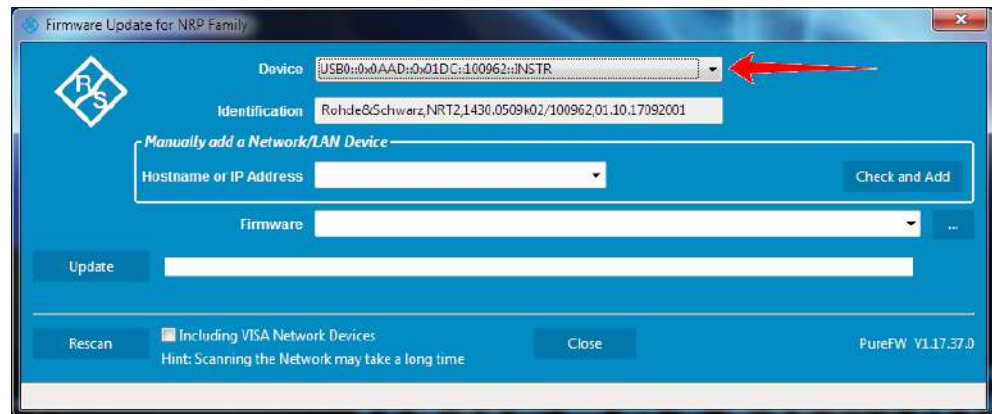 Firmware Update for NRP Family
R
S
Device USB0::0x0AAD::0x01DC::100962::INSTR
Identification Rohde&Schwarz,NRT2,1430.0509k02/100962,01.10.17092001
Manually add a Network/LAN Device
Hostname or IP Address Check and Add
Firmware ...
Update
Rescan Including VISA Network Devices Close PureFW V1.17.37.0
Hint: Scanning the Network may take a long time